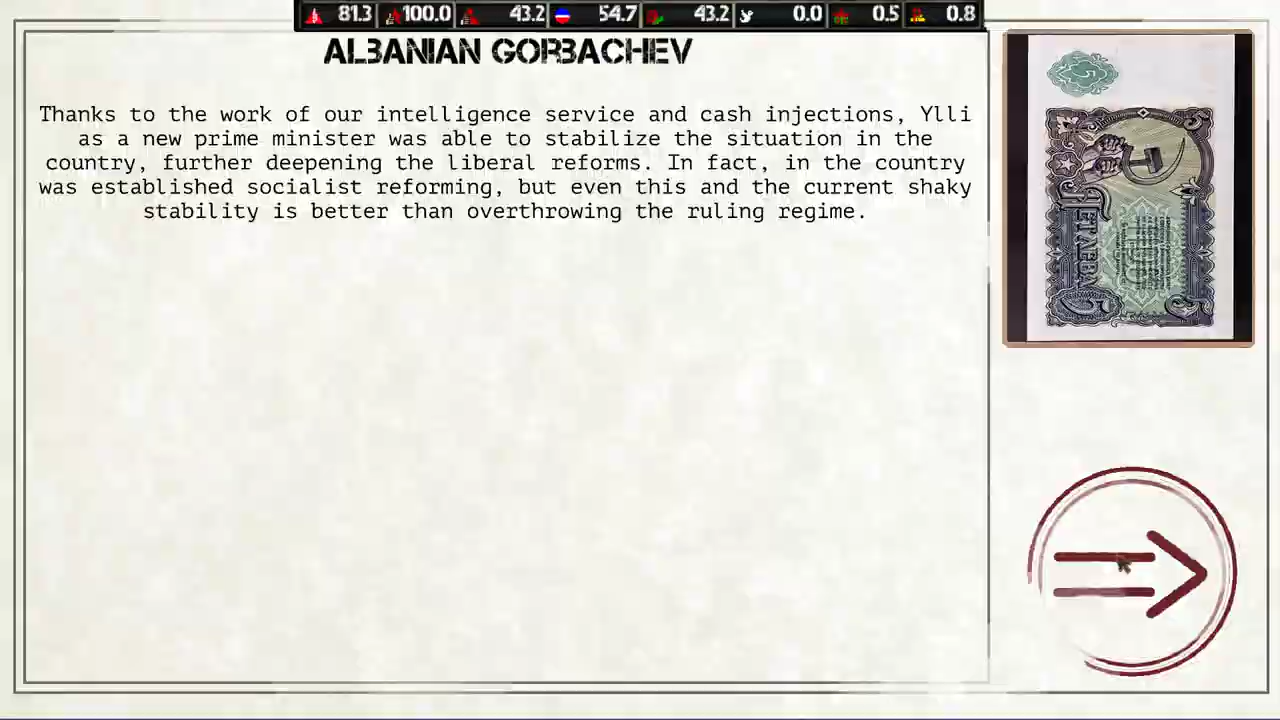 81.3 100.0 43.2 54.7 43.2 0.0 0.5 0.8
ALBANIAN GORBACHEV
Thanks to the work of our intelligence service and cash injections, Ylli
as a new prime minister was able to stabilize the situation in the
country, further deepening the liberal reforms. In fact, in the country
was established socialist reforming, but even this and the current shaky
stability is better than overthrowing the ruling regime.